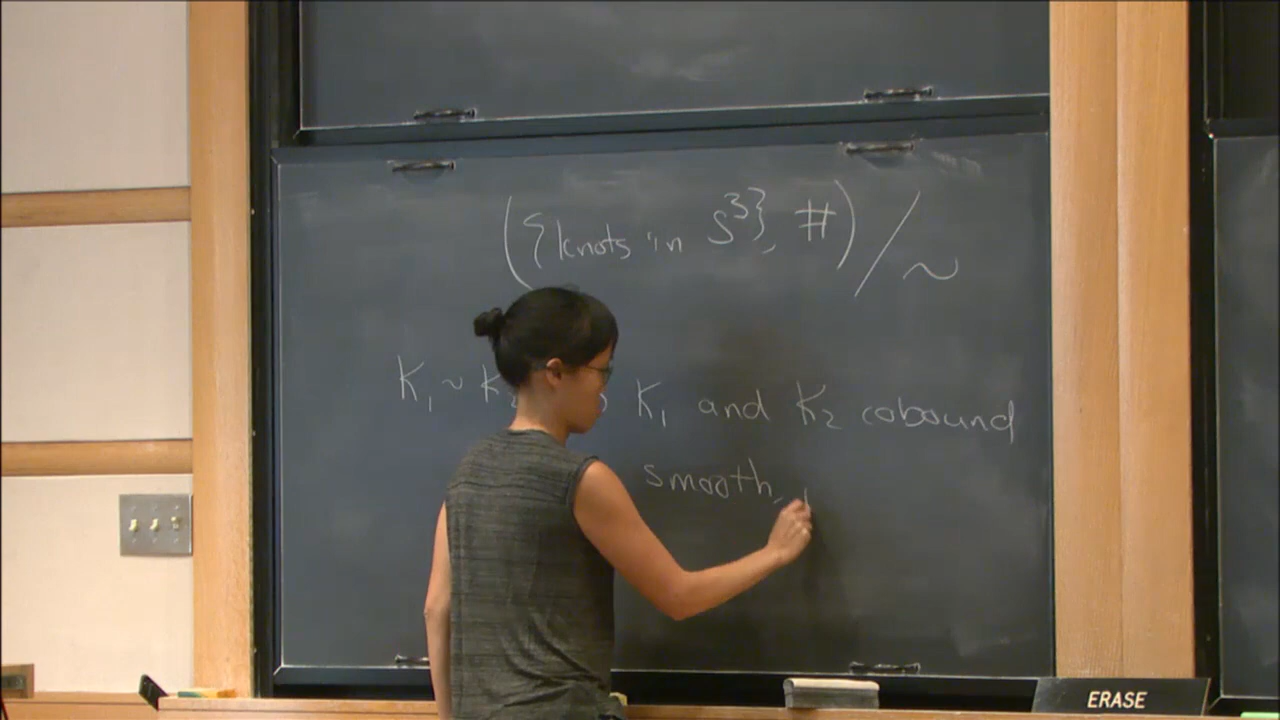 ({knots in S³}, #) / ~
K₁ ~ K₂ K₁ and K₂ cobound
smooth,
ERASE